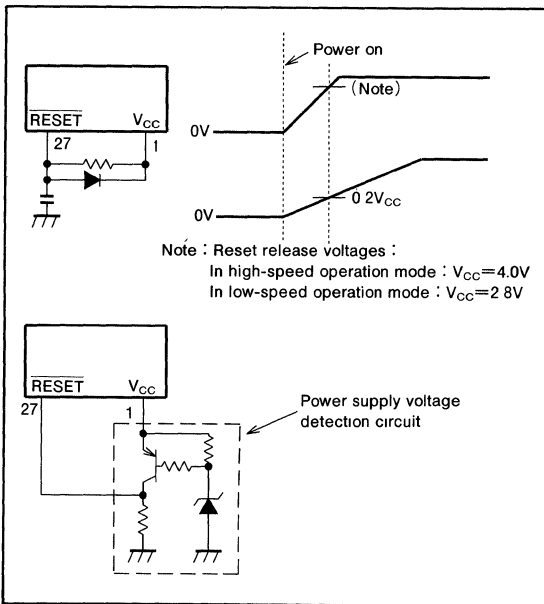 Power on
RESET VCC
27 1
0V
(Note)
0V
0 2VCC
Note : Reset release voltages :
In high-speed operation mode : VCC=4.0V
In low-speed operation mode : VCC=2 8V
RESET VCC
27 1
Power supply voltage
detection circuit